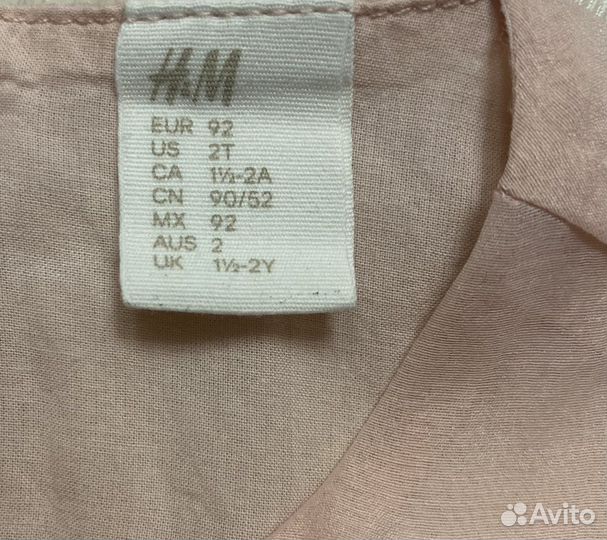 H&M
EUR 92
US 2T
CA 1½-2A
CN 90/52
MX 92
AUS 2
UK 1½-2Y
Avito